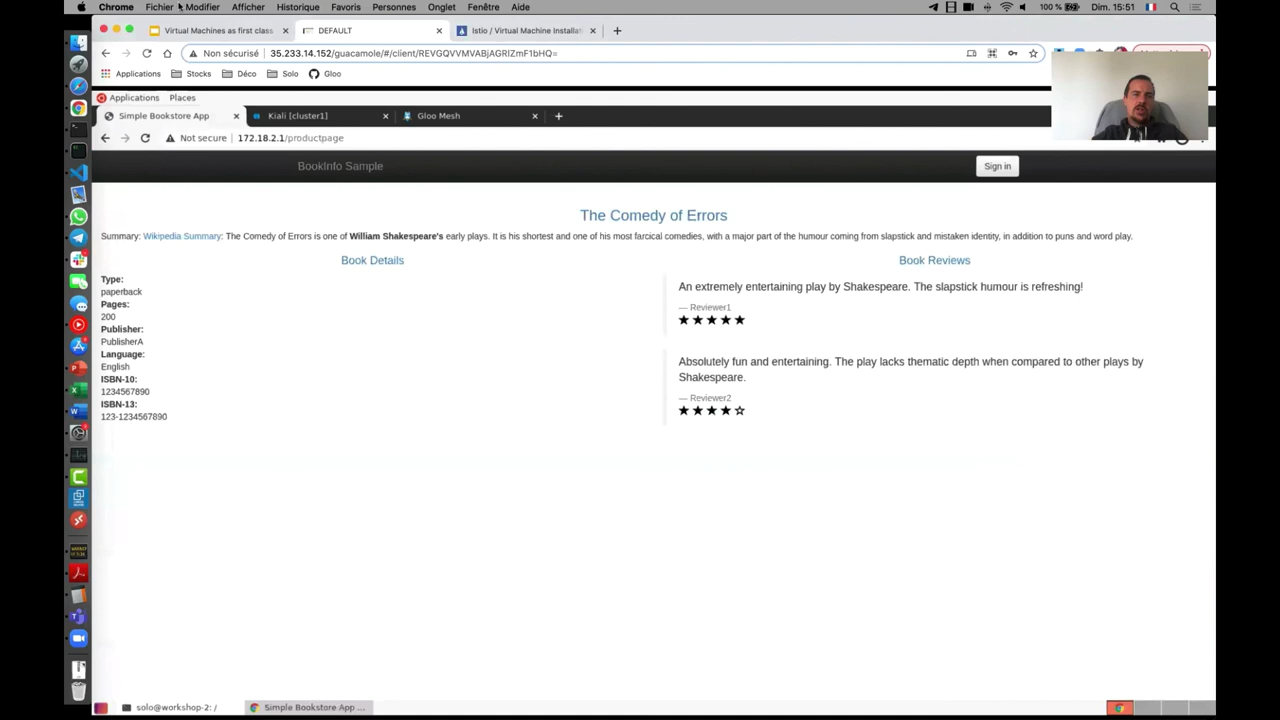 Chrome Fichier Modifier Afficher Historique Favoris Personnes Onglet Fenêtre Aide 100 % Dim. 15:51
Virtual Machines as first class DEFAULT Istio / Virtual Machine Installat
Non sécurisé 35.233.14.152/guacamole/#/client/REVGQVVMVABjAGRlZmF1bHQ=
Applications Stocks Déco Solo Gloo
Applications Places
Simple Bookstore App Kiali [cluster1] Gloo Mesh
Not secure 172.18.2.1/productpage
BookInfo Sample Sign in
The Comedy of Errors
Summary: Wikipedia Summary: The Comedy of Errors is one of William Shakespeare's early plays. It is his shortest and one of his most farcical comedies, with a major part of the humour coming from slapstick and mistaken identity, in addition to puns and word play.
Book Details
Type:
paperback
Pages:
200
Publisher:
PublisherA
Language:
English
ISBN-10:
1234567890
ISBN-13:
123-1234567890
Book Reviews
An extremely entertaining play by Shakespeare. The slapstick humour is refreshing!
— Reviewer1
Absolutely fun and entertaining. The play lacks thematic depth when compared to other plays by
Shakespeare.
— Reviewer2
solo@workshop-2: / Simple Bookstore App ...